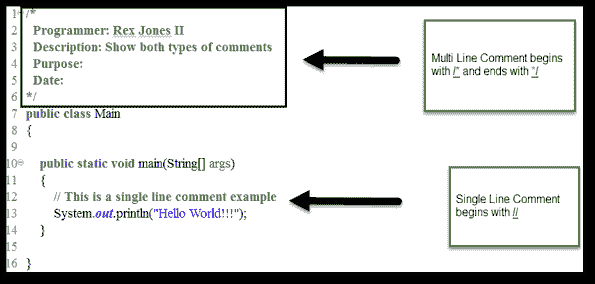 1 /*
2 Programmer: Rex Jones II
3 Description: Show both types of comments
4 Purpose:
5 Date:
6 */
7 public class Main
8 {
9
10 public static void main(String[] args)
11 {
12 // This is a single line comment example
13 System.out.println("Hello World!!!");
14 }
15
16 }
Multi Line Comment begins
with /* and ends with */
Single Line Comment
begins with //